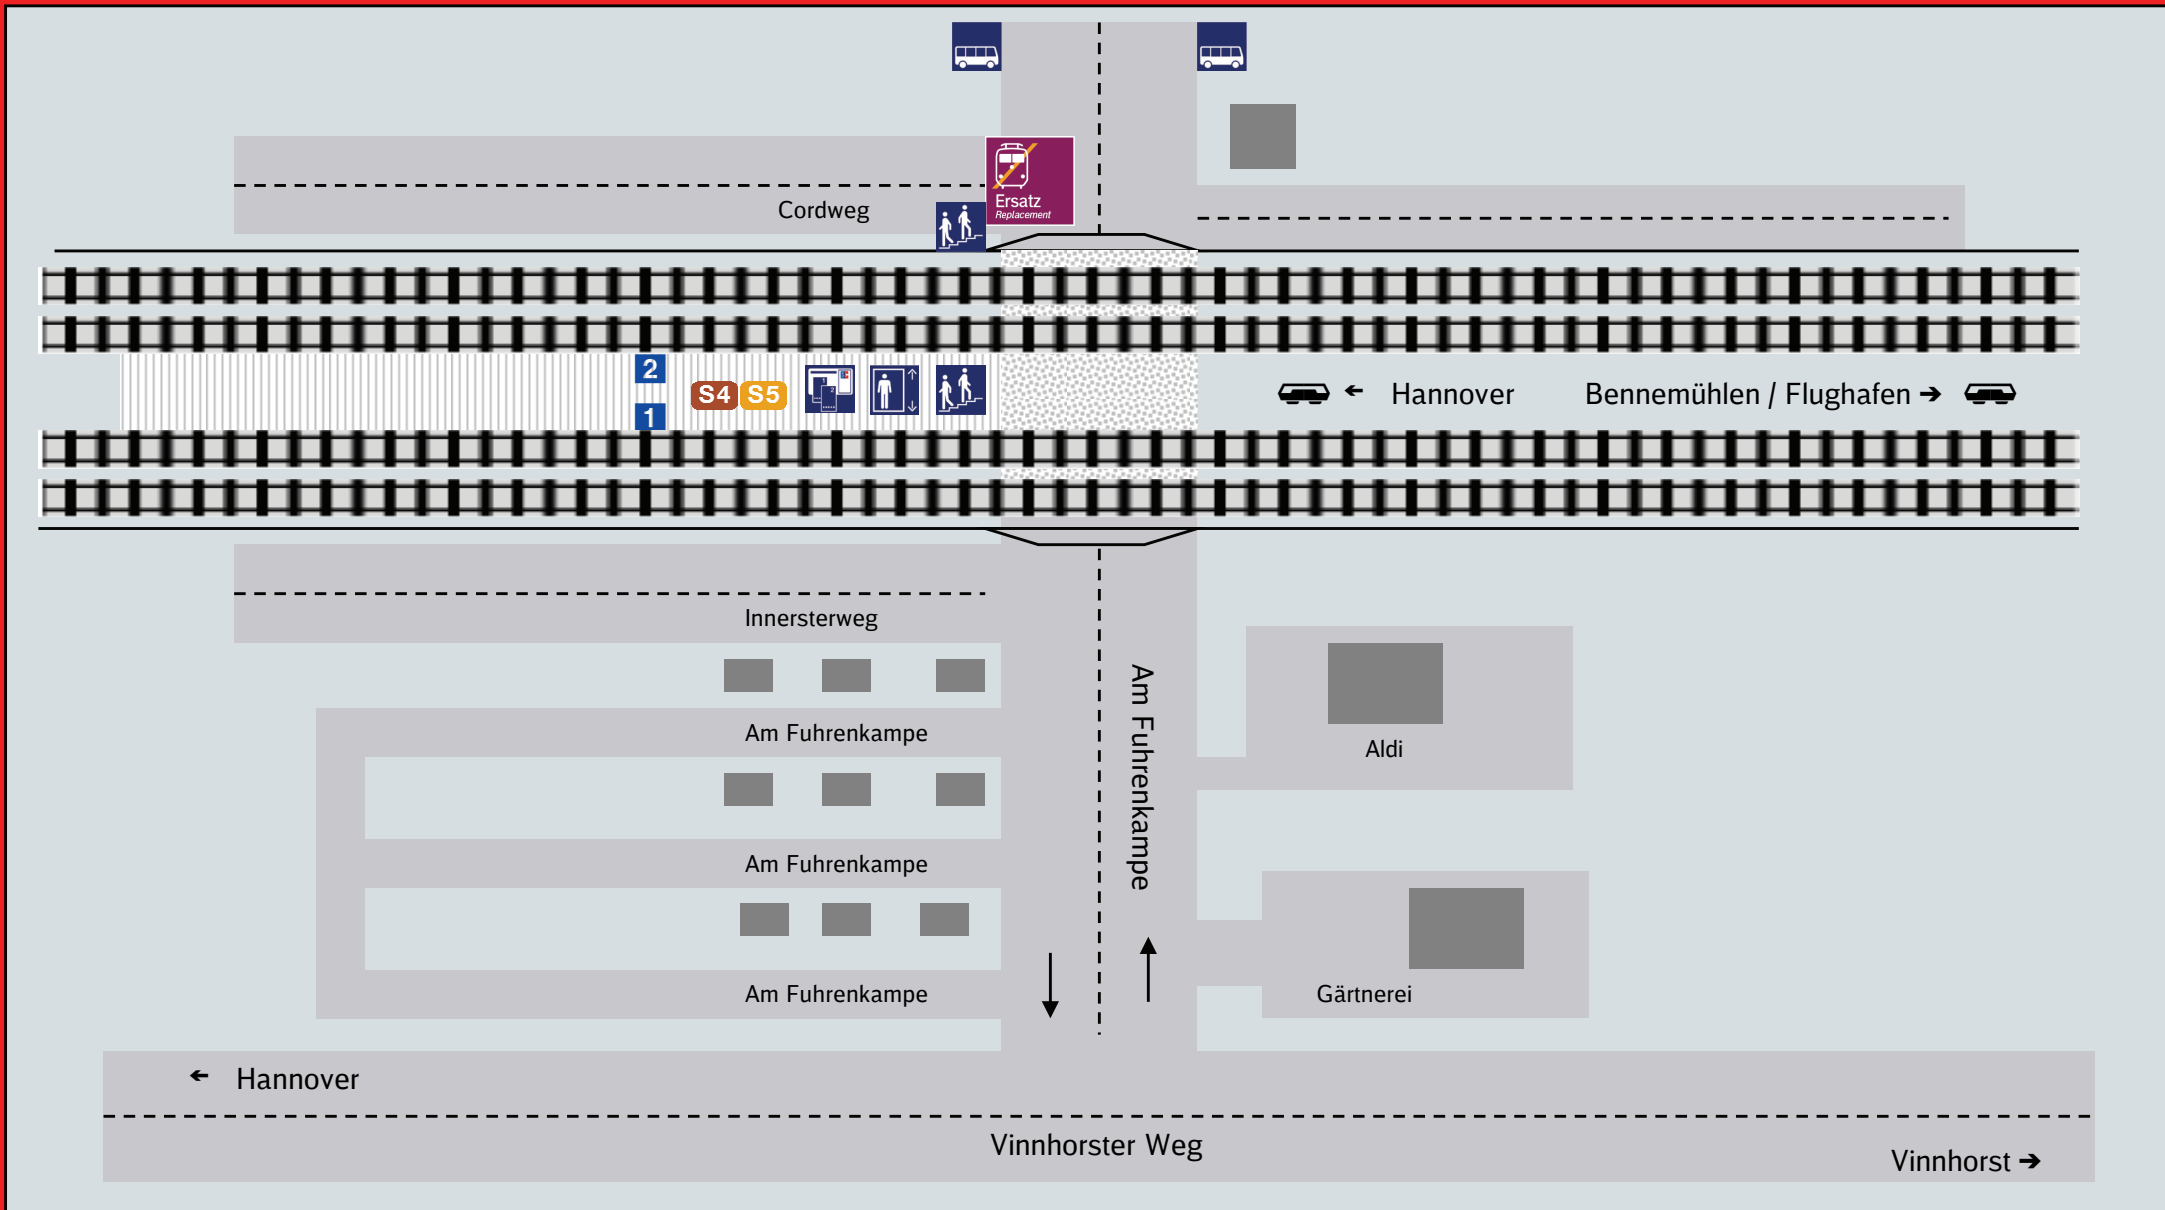 Ersatz
Replacement
Cordweg
2
S4 S5
1
← Hannover
Bennemühlen / Flughafen →
Innersterweg
Am Fuhrenkampe
Aldi
Am Fuhrenkampe
Am Fuhrenkampe
Am Fuhrenkampe
Gärtnerei
← Hannover
Vinnhorster Weg
Vinnhorst →